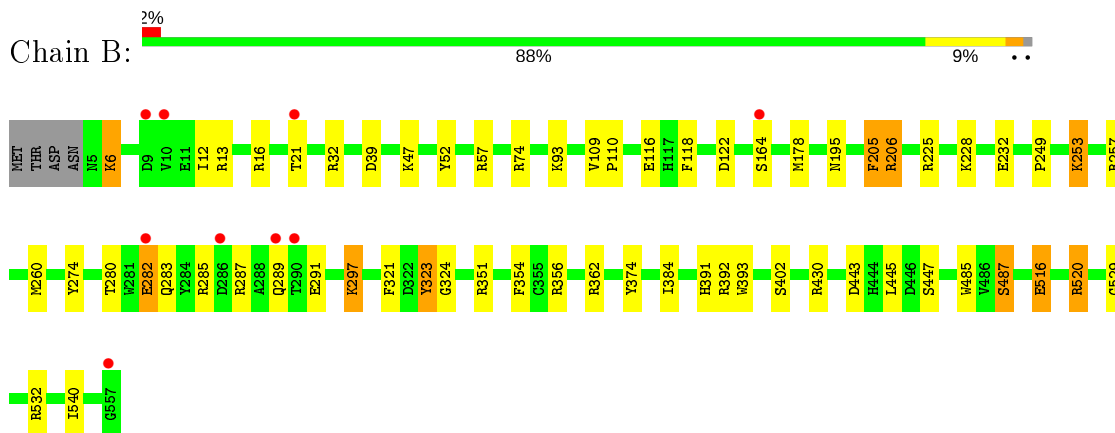 2%
Chain B:
88%
9%
..
MET THR ASP ASN N5 K6 D9 V10 E11 I12 R13 R16 T21 R32 D39 K47 Y52 R57 R74 K93 V109 P110 E116 H117 F118 D122 S164 M178 N195 F205 R206 R225 K228 E232 P249 K253
M260 Y274 T280 W281 E282 Q283 Y284 R285 D286 R287 A288 Q289 T290 E291 K297 F321 D322 Y323 G324 R351 F354 C355 R356 R362 Y374 I384 H391 R392 W393 S402 R430 D443 H444 L445 D446 S447 W485 V486 S487 E516 R520
R532 I540 G557